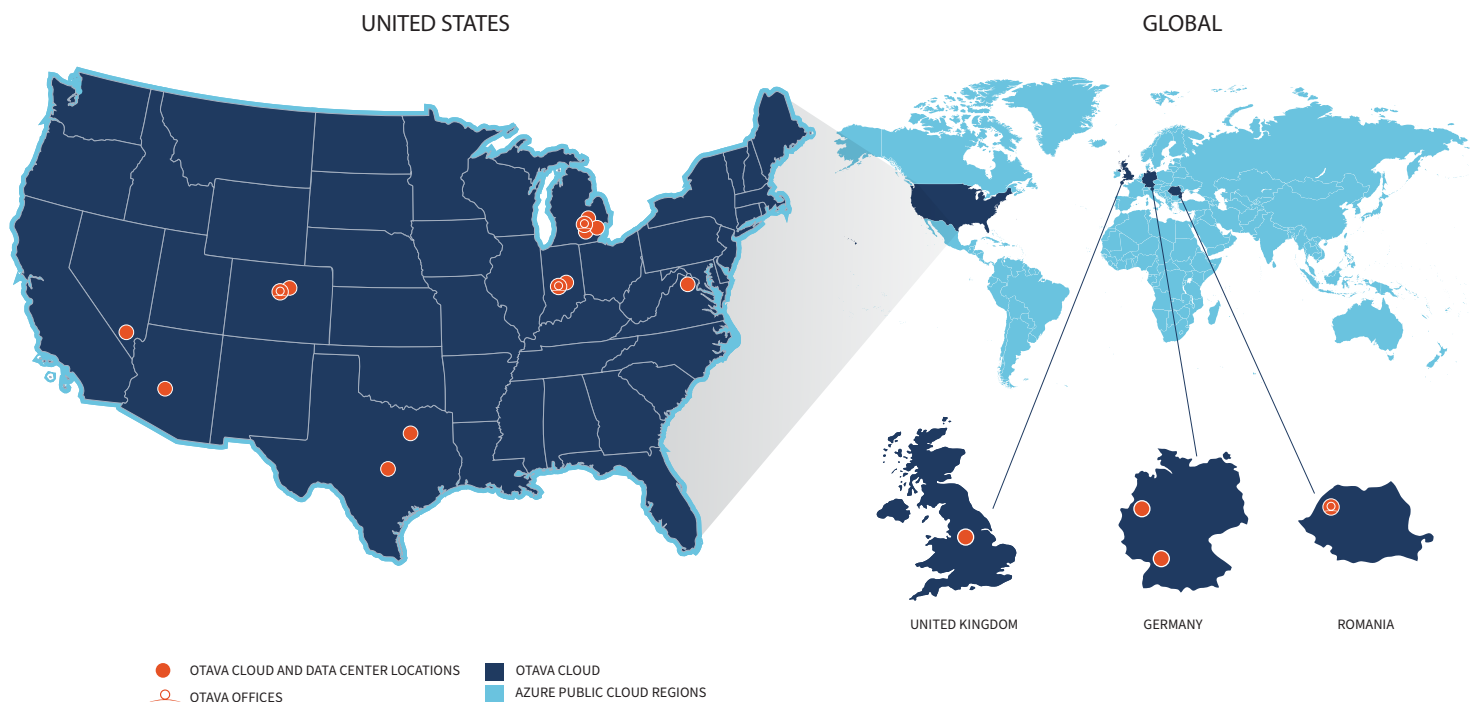 UNITED STATES
GLOBAL
UNITED KINGDOM
GERMANY
ROMANIA
OTAVA CLOUD AND DATA CENTER LOCATIONS
OTAVA OFFICES
OTAVA CLOUD
AZURE PUBLIC CLOUD REGIONS